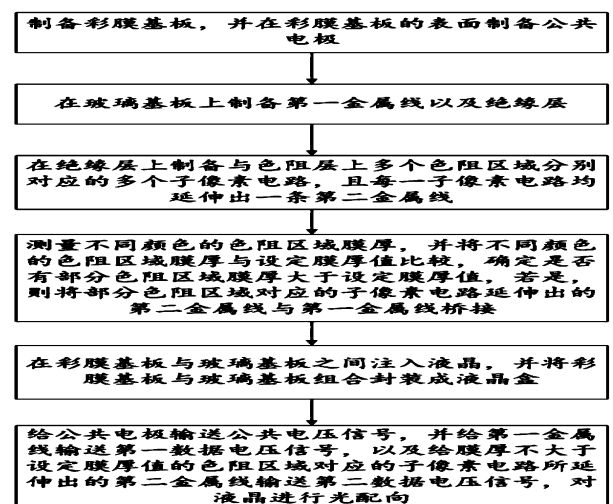 制备彩膜基板，并在彩膜基板的表面制备公共
电极
在玻璃基板上制备第一金属线以及绝缘层
在绝缘层上制备与色阻层上多个色阻区域分别
对应的多个子像素电路，且每一子像素电路均
延伸出一条第二金属线
测量不同颜色的色阻区域膜厚，并将不同颜色
的色阻区域膜厚与设定膜厚值比较，确定是否
有部分色阻区域膜厚大于设定膜厚值，若是，
则将部分色阻区域对应的子像素电路延伸出的
第二金属线与第一金属线桥接
在彩膜基板与玻璃基板之间注入液晶，并将彩
膜基板与玻璃基板组合封装成液晶盒
给公共电极输送公共电压信号，并给第一金属
线输送第一数据电压信号，以及给膜厚不大于
设定膜厚值的色阻区域对应的子像素电路所延
伸出的第二金属线输送第二数据电压信号，对
液晶进行光配向